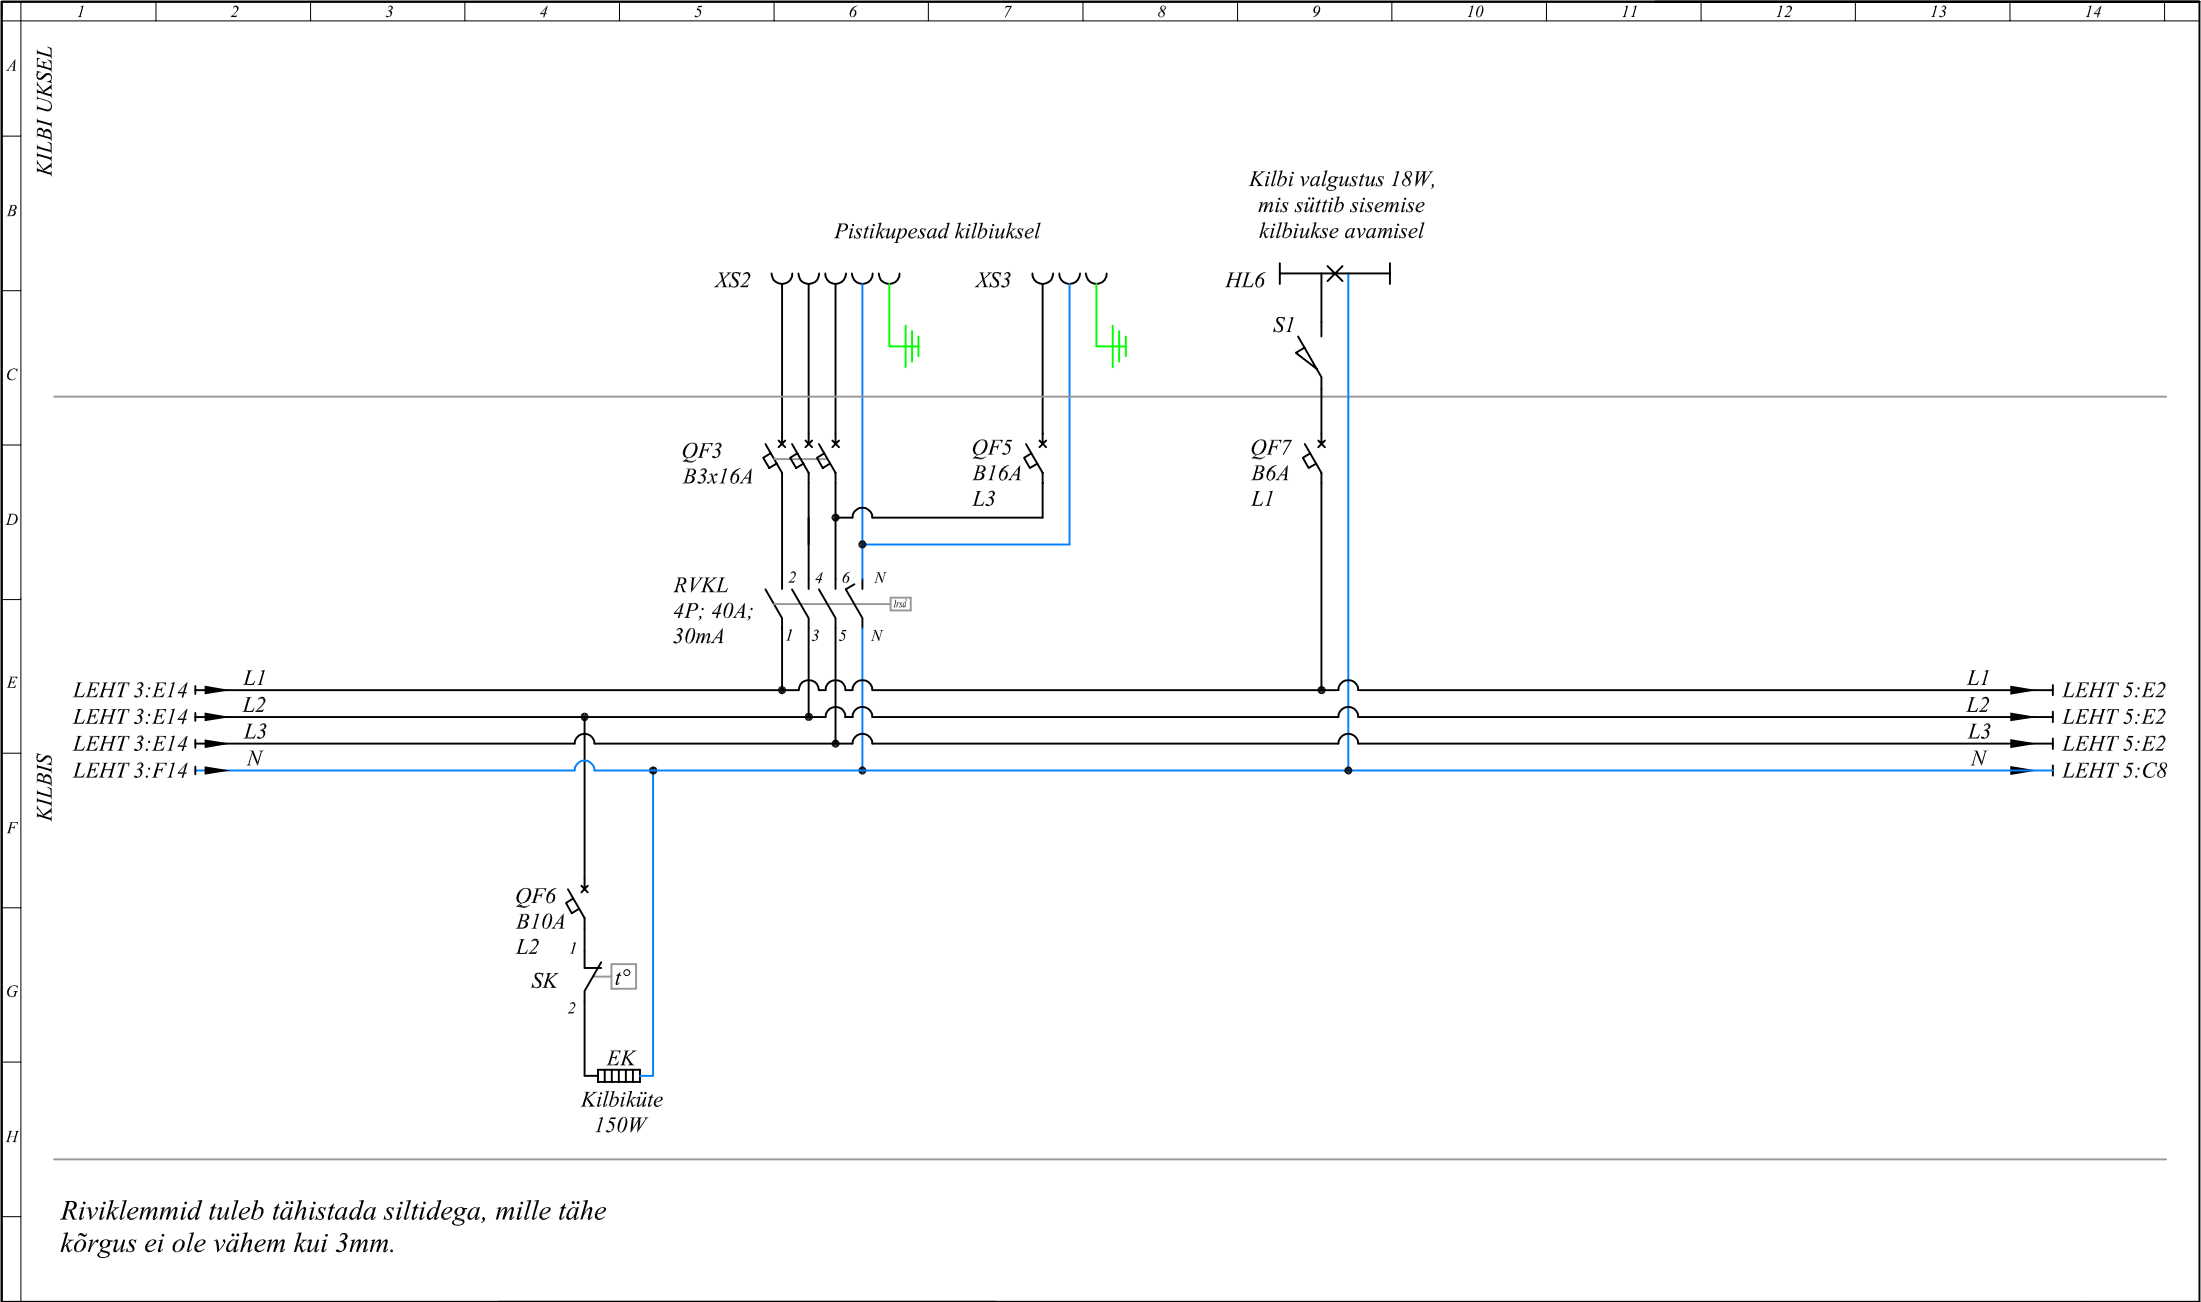 1 2 3 4 5 6 7 8 9 10 11 12 13 14
A
KILBI UKSEL
B
C
D
E
F
G
H
KILBIS
Kilbi valgustus 18W,
mis süttib sisemise
kilbiukse avamisel
Pistikupesad kilbiuksel
XS2
XS3
HL6
S1
QF3
B3x16A
QF5
B16A
L3
QF7
B6A
L1
RVKL
4P; 40A;
30mA
2 4 6 N
Irsd
1 3 5 N
LEHT 3:E14 L1 L1 LEHT 5:E2
LEHT 3:E14 L2 L2 LEHT 5:E2
LEHT 3:E14 L3 L3 LEHT 5:E2
LEHT 3:F14 N N LEHT 5:C8
QF6
B10A
L2 1
SK t°
2
EK
Kilbiküte
150W
Riviklemmid tuleb tähistada siltidega, mille tähe
kõrgus ei ole vähem kui 3mm.